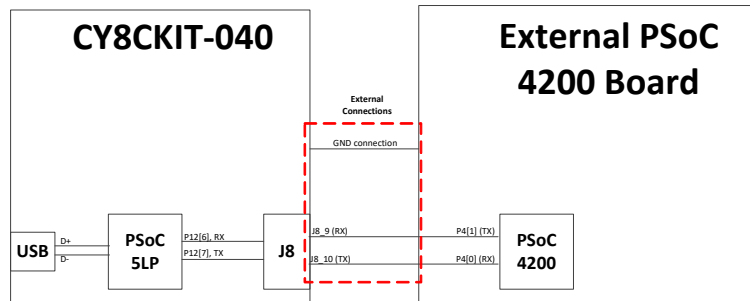 CY8CKIT-040
External PSoC
4200 Board
External
Connections
GND connection
USB
D+
D-
PSoC
5LP
P12[6], RX
P12[7], TX
J8
J8_9 (RX)
J8_10 (TX)
P4[1] (TX)
P4[0] (RX)
PSoC
4200